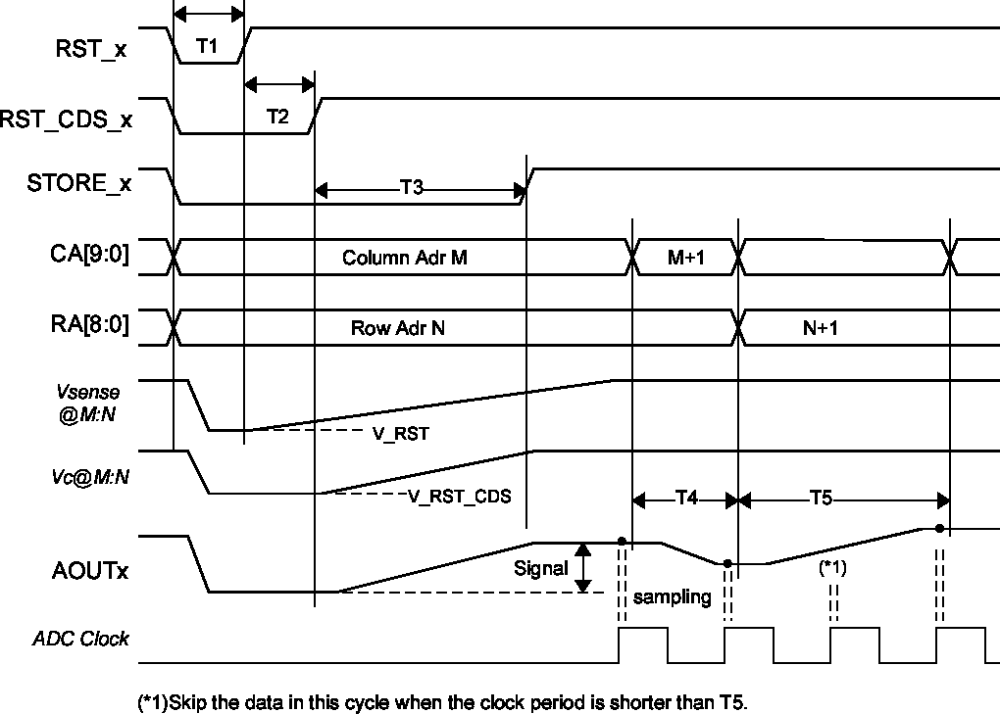 RST_x
T1
RST_CDS_x
T2
STORE_x
T3
CA[9:0]
Column Adr M
M+1
RA[8:0]
Row Adr N
N+1
Vsense
@M:N
V_RST
Vc@M:N
V_RST_CDS
T4
T5
AOUTx
Signal
(*1)
sampling
ADC Clock
(*1)Skip the data in this cycle when the clock period is shorter than T5.